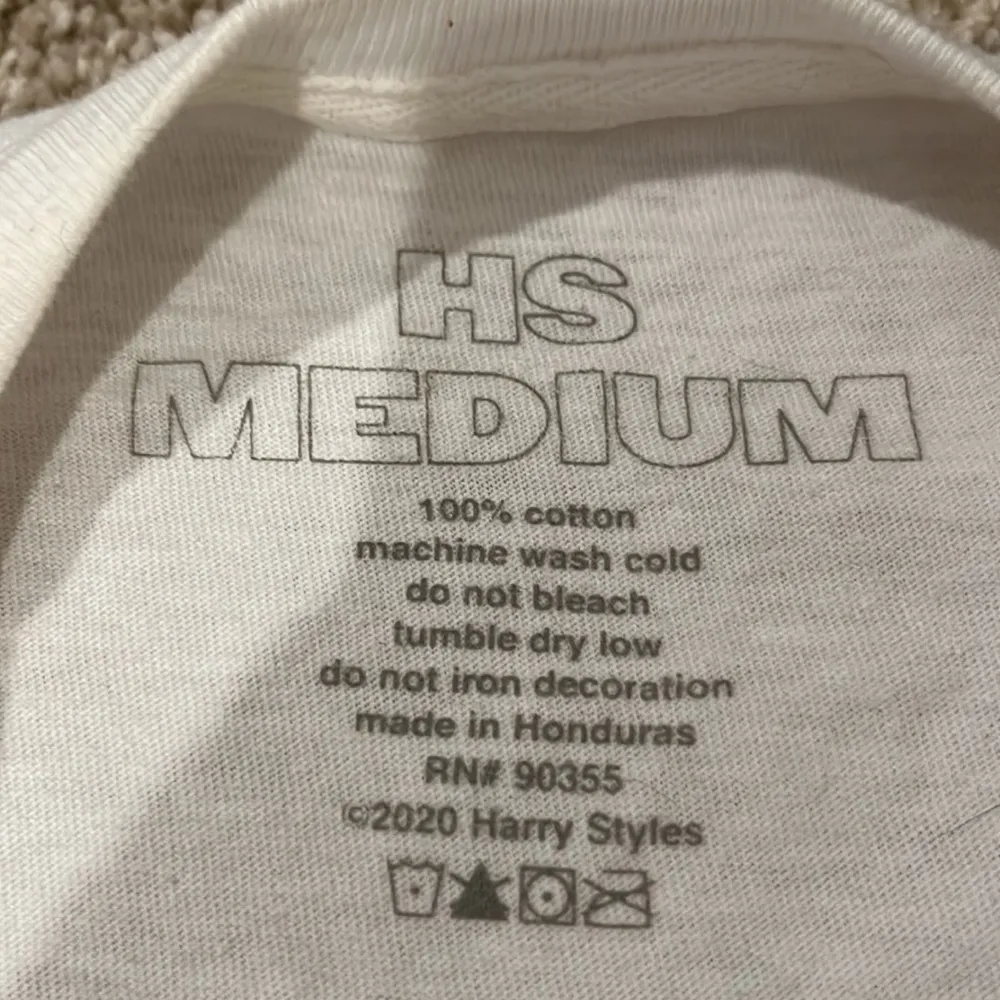 HS
MEDIUM
100% cotton
machine wash cold
do not bleach
tumble dry low
do not iron decoration
made in Honduras
RN# 90355
©2020 Harry Styles